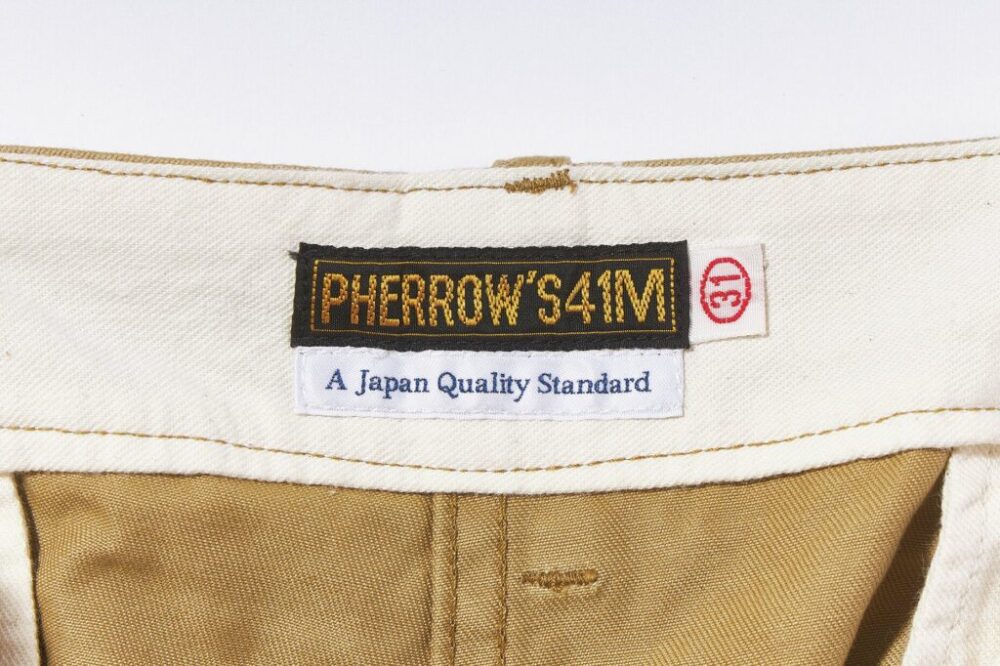 PHERROW'S41M
31
A Japan Quality Standard